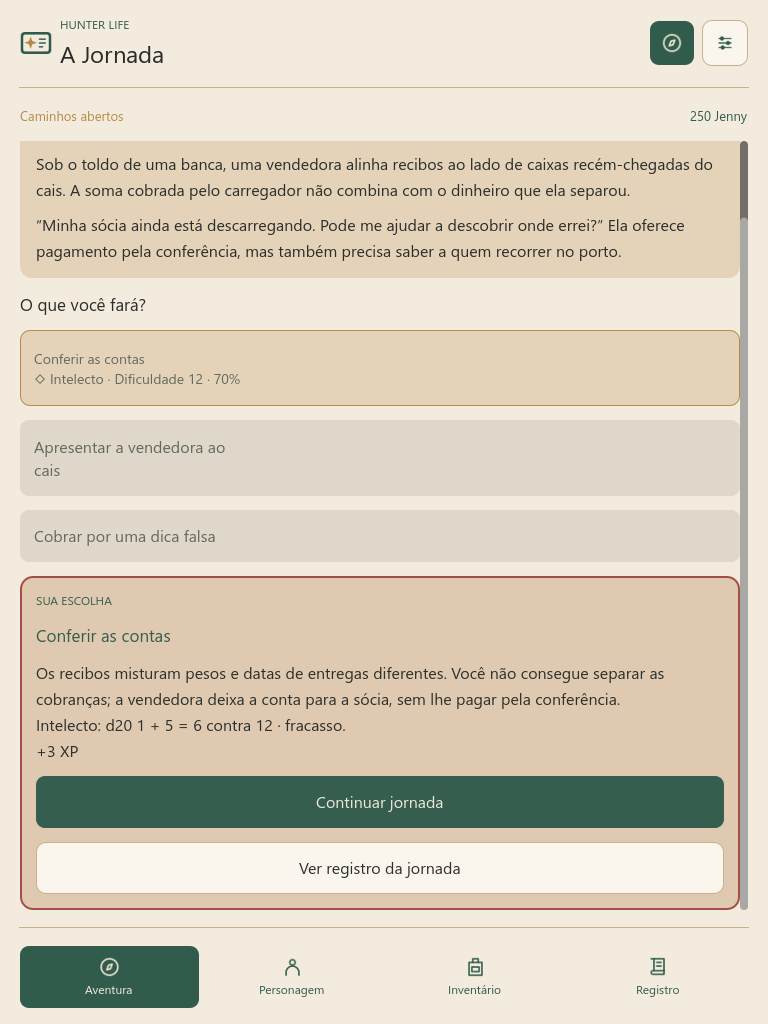 HUNTER LIFE
A Jornada
Caminhos abertos
250 Jenny
Sob o toldo de uma banca, uma vendedora alinha recibos ao lado de caixas recém-chegadas do
cais. A soma cobrada pelo carregador não combina com o dinheiro que ela separou.
“Minha sócia ainda está descarregando. Pode me ajudar a descobrir onde errei?” Ela oferece
pagamento pela conferência, mas também precisa saber a quem recorrer no porto.
O que você fará?
Conferir as contas
◇ Intelecto · Dificuldade 12 · 70%
Apresentar a vendedora ao
cais
Cobrar por uma dica falsa
SUA ESCOLHA
Conferir as contas
Os recibos misturam pesos e datas de entregas diferentes. Você não consegue separar as
cobranças; a vendedora deixa a conta para a sócia, sem lhe pagar pela conferência.
Intelecto: d20 1 + 5 = 6 contra 12 · fracasso.
+3 XP
Continuar jornada
Ver registro da jornada
Aventura
Personagem
Inventário
Registro